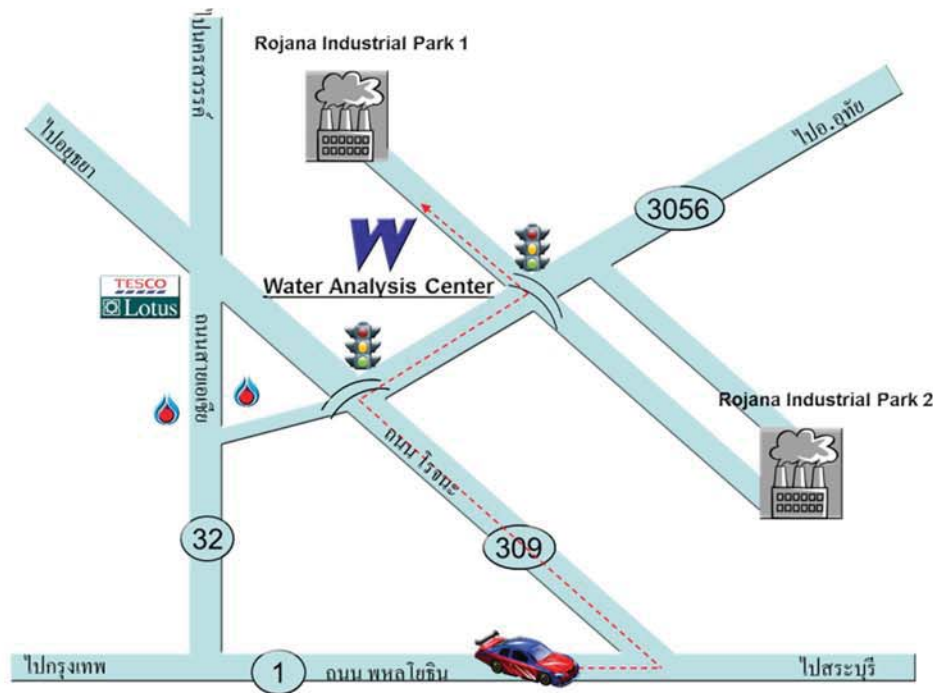 ไปนครสวรรค์
Rojana Industrial Park 1
ไปอยุธยา
ไปอ.อุทัย
3056
W
Water Analysis Center
TESCO
Lotus
ถนนสายเอเซีย
Rojana Industrial Park 2
ถนน โรจนะ
32
309
ไปกรุงเทพ
1
ถนน พหลโยธิน
ไปสระบุรี